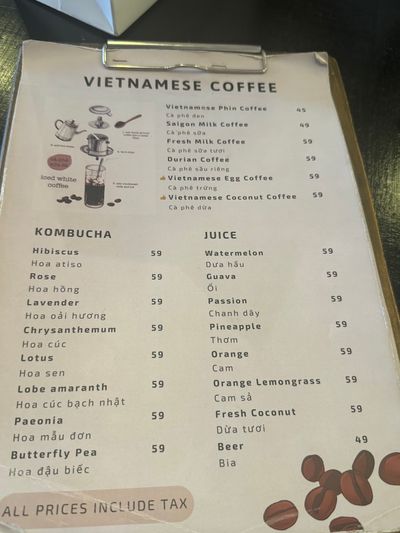 VIETNAMESE COFFEE
Vietnamese Phin Coffee 45
Cà phê đen
Saigon Milk Coffee 49
Cà phê sữa
Fresh Milk Coffee 59
Cà phê sữa tươi
Durian Coffee 59
Cà phê sầu riêng
Vietnamese Egg Coffee 59
Cà phê trứng
Vietnamese Coconut Coffee 59
Cà phê dừa
iced white
coffee
KOMBUCHA
Hibiscus 59
Hoa atiso
Rose 59
Hoa hồng
Lavender 59
Hoa oải hương
Chrysanthemum 59
Hoa cúc
Lotus 59
Hoa sen
Lobe amaranth 59
Hoa cúc bạch nhật
Paeonia 59
Hoa mẫu đơn
Butterfly Pea 59
Hoa đậu biếc
JUICE
Watermelon 59
Dưa hấu
Guava 59
Ổi
Passion 59
Chanh dây
Pineapple 59
Thơm
Orange 59
Cam
Orange Lemongrass 59
Cam sả
Fresh Coconut 59
Dừa tươi
Beer 49
Bia
ALL PRICES INCLUDE TAX